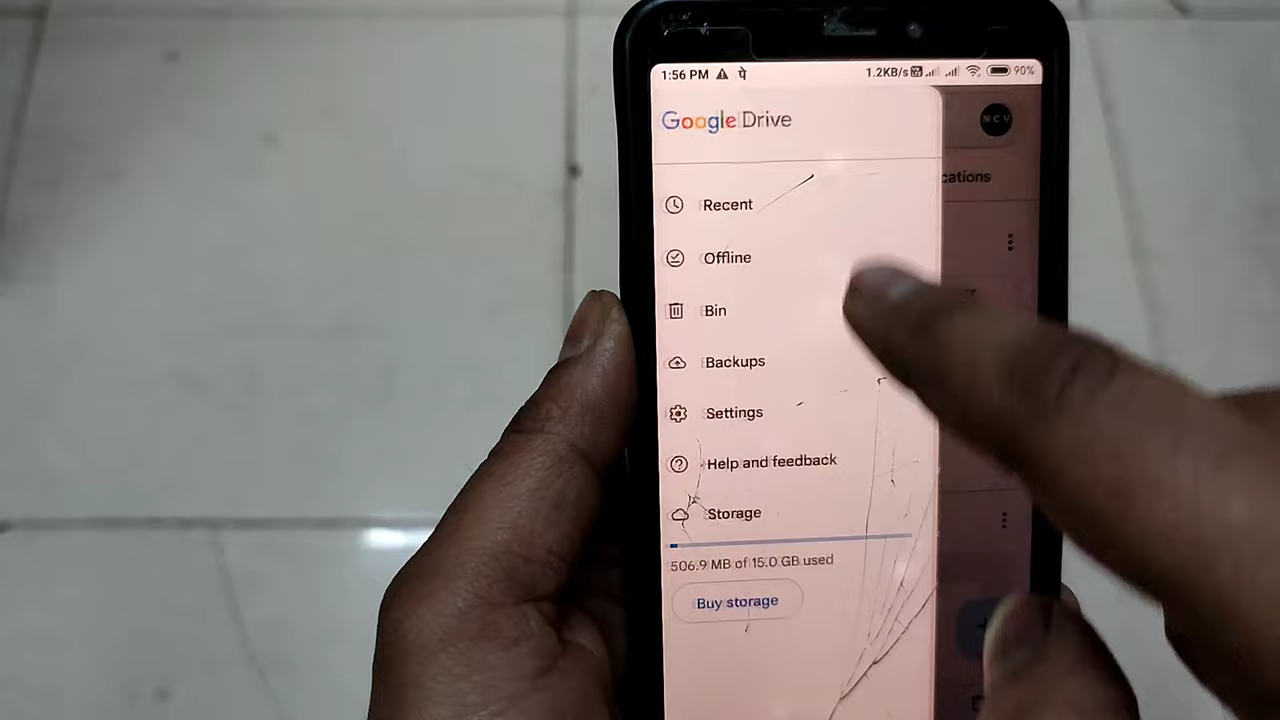 1:56 PM पे 1.2KB/s 90%
Google Drive
NCV
cations
Recent
Offline
Bin
Backups
Settings
Help and feedback
Storage
506.9 MB of 15.0 GB used
Buy storage